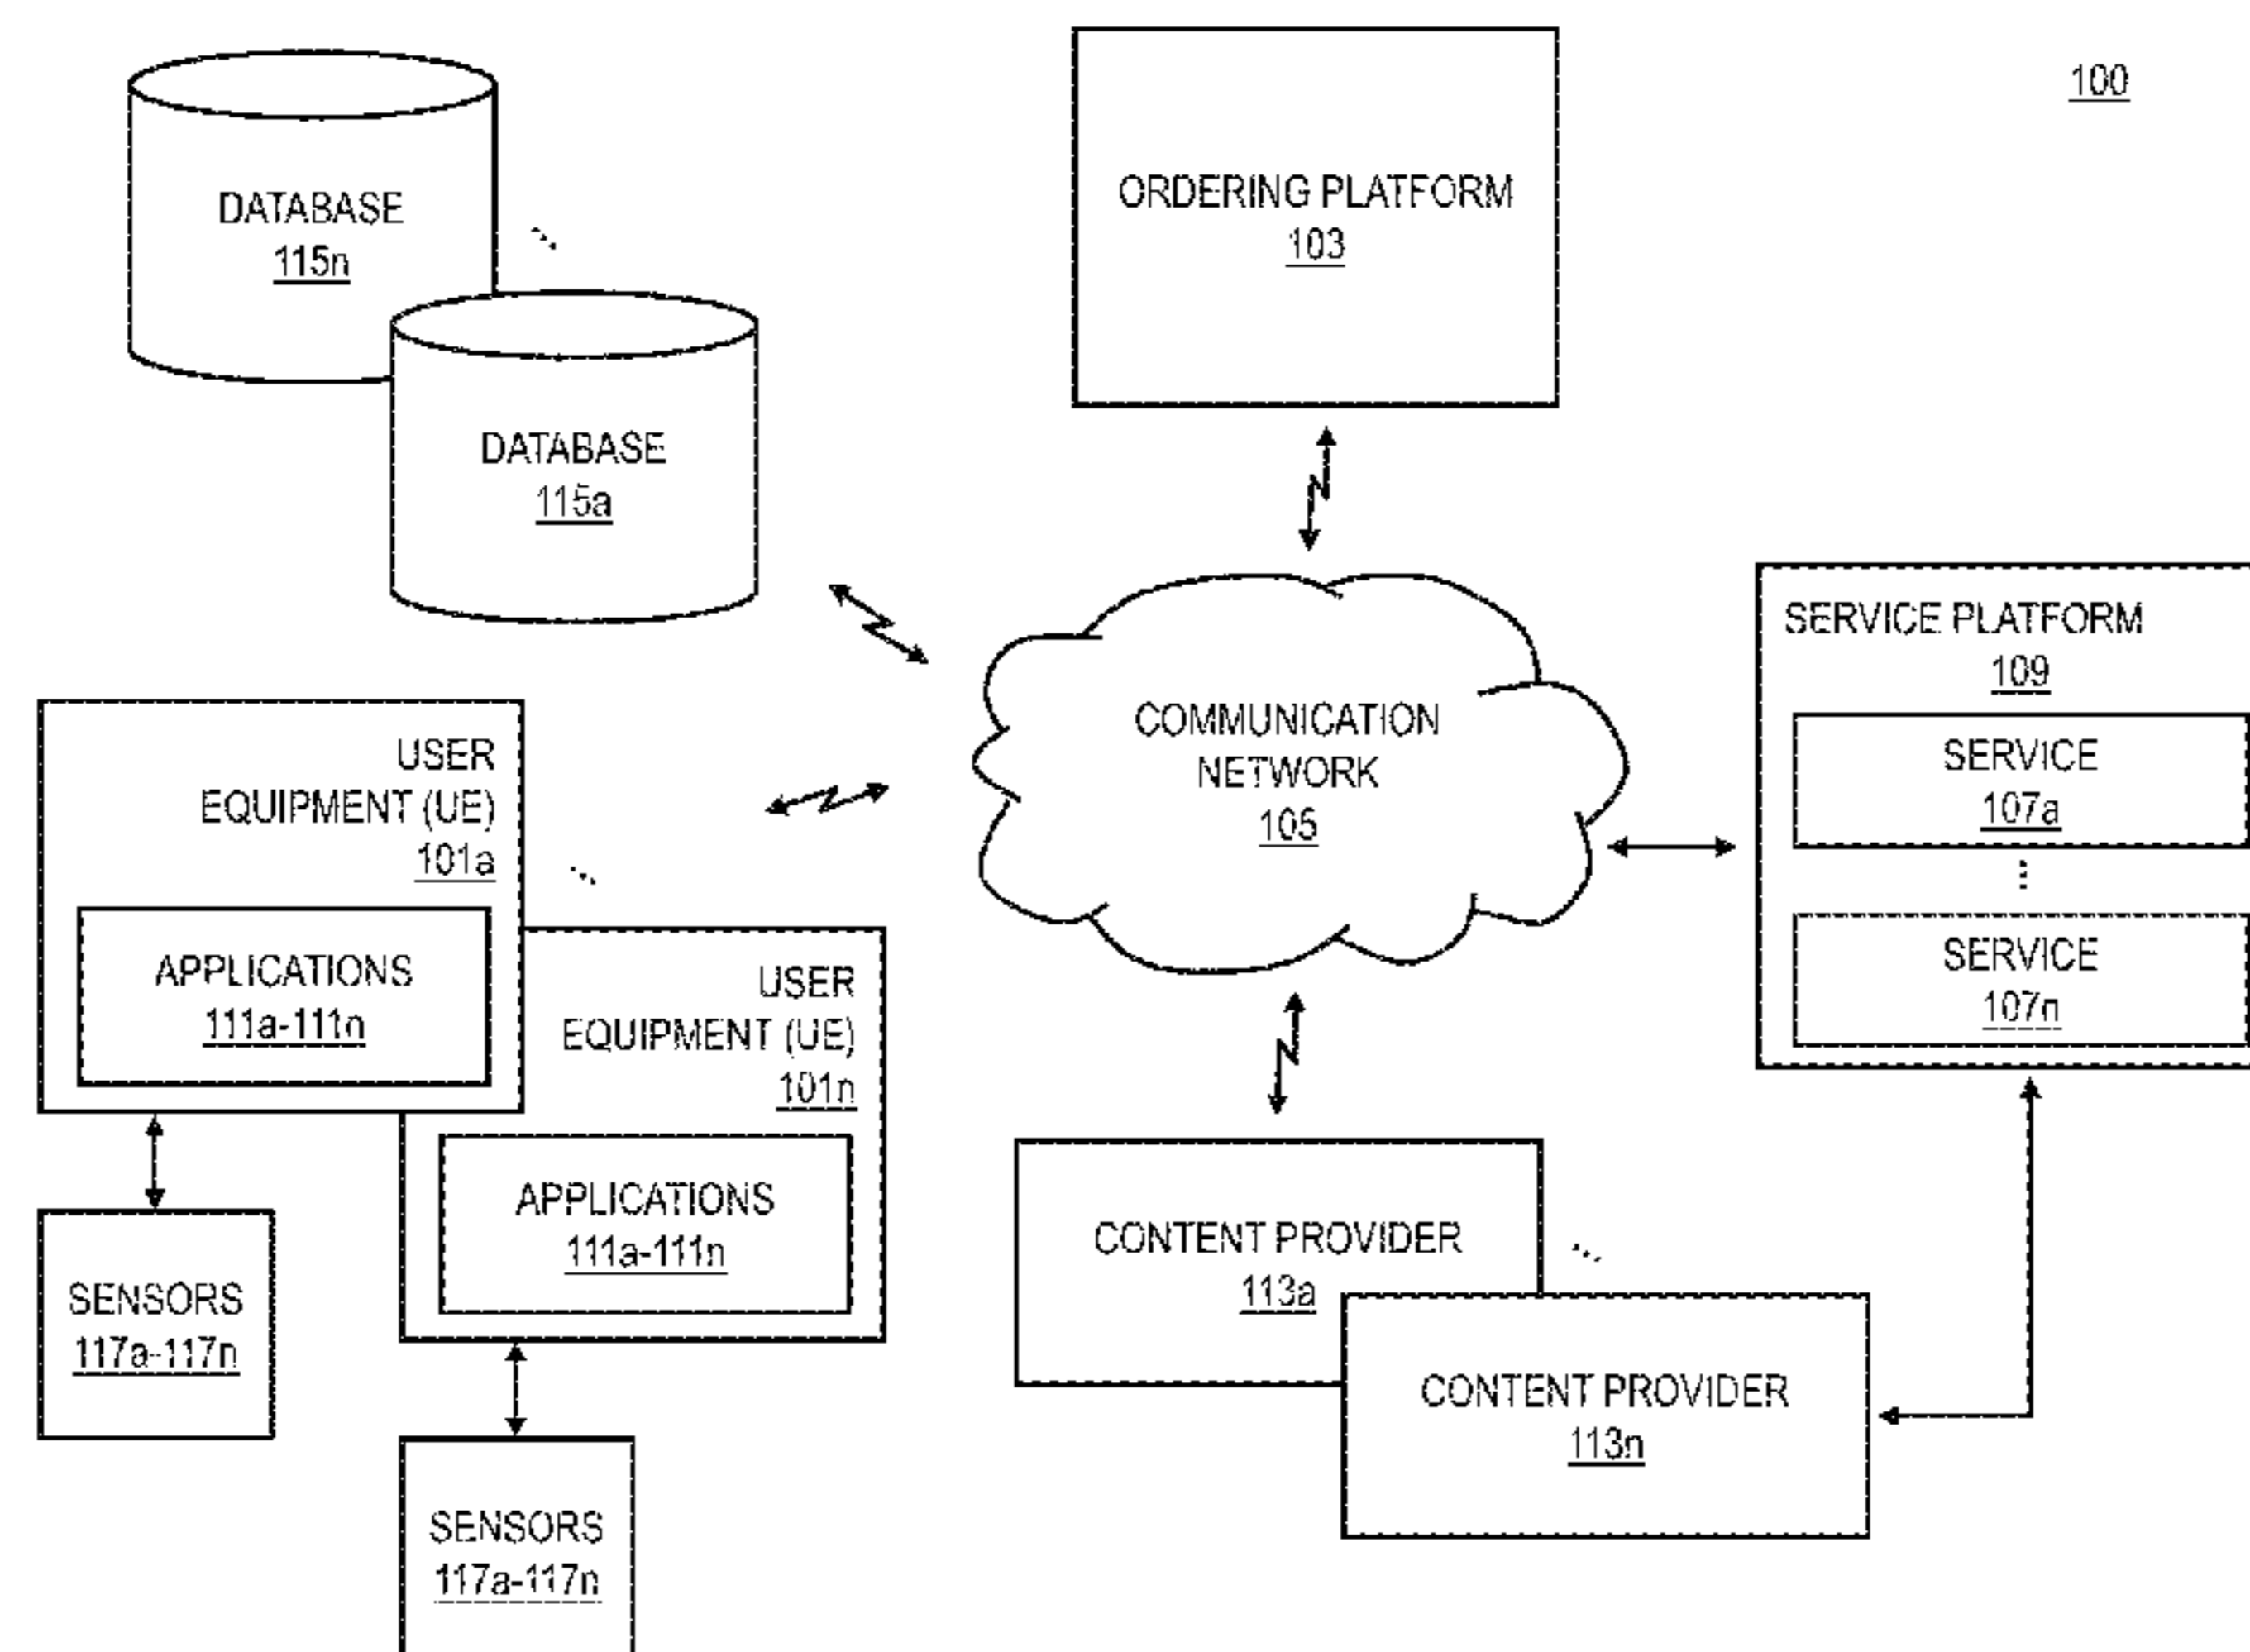 100
DATABASE
115n
DATABASE
115a
ORDERING PLATFORM
103
COMMUNICATION
NETWORK
105
SERVICE PLATFORM
109
SERVICE
107a
⋮
SERVICE
107n
USER
EQUIPMENT (UE)
101a
APPLICATIONS
111a-111n
USER
EQUIPMENT (UE)
101n
APPLICATIONS
111a-111n
SENSORS
117a-117n
SENSORS
117a-117n
CONTENT PROVIDER
113a
CONTENT PROVIDER
113n